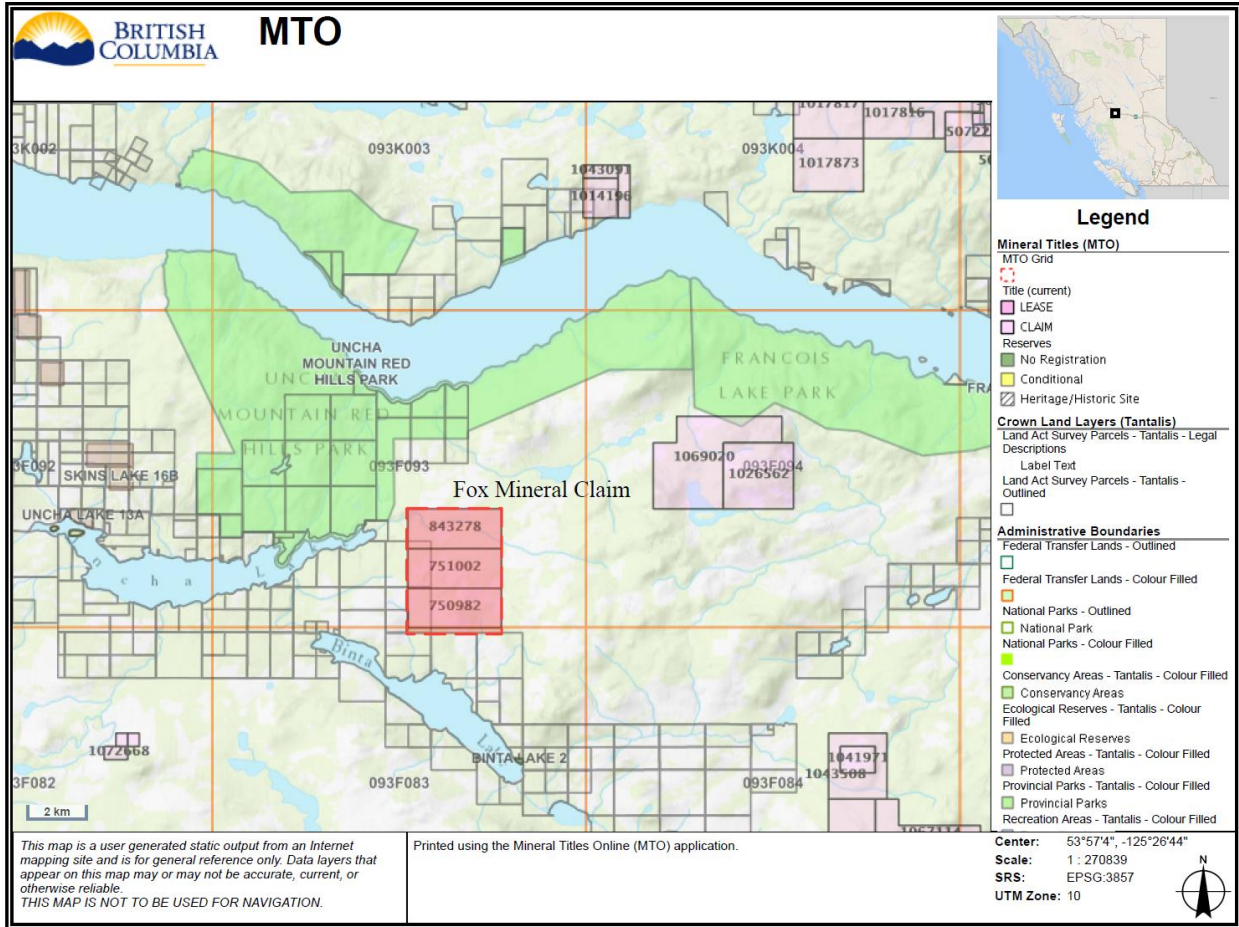 BRITISH
COLUMBIA
MTO
3K002
093K003
1043091
1014196
093K004
1017817
1017816
1017873
50722
UNCHA
MOUNTAIN RED
HILLS PARK
MOUNTAIN RED
HILLS PARK
FRANCOIS
LAKE PARK
FRA
3F092
SKINS LAKE 16B
093F093
1069020
093F094
1026562
Fox Mineral Claim
UNCHA LAKE 13A
843278
751002
750982
n c h a L
Binta
Lake
BINTA LAKE 2
1072668
3F082
093F083
093F084
1041971
1043508
1067114
2 km
Legend
Mineral Titles (MTO)
MTO Grid
Title (current)
LEASE
CLAIM
Reserves
No Registration
Conditional
Heritage/Historic Site
Crown Land Layers (Tantalis)
Land Act Survey Parcels - Tantalis - Legal
Descriptions
Label Text
Land Act Survey Parcels - Tantalis -
Outlined
Administrative Boundaries
Federal Transfer Lands - Outlined
Federal Transfer Lands - Colour Filled
National Parks - Outlined
National Park
National Parks - Colour Filled
Conservancy Areas - Tantalis - Colour Filled
Conservancy Areas
Ecological Reserves - Tantalis - Colour
Filled
Ecological Reserves
Protected Areas - Tantalis - Colour Filled
Protected Areas
Provincial Parks - Tantalis - Colour Filled
Provincial Parks
Recreation Areas - Tantalis - Colour Filled
This map is a user generated static output from an Internet
mapping site and is for general reference only. Data layers that
appear on this map may or may not be accurate, current, or
otherwise reliable.
THIS MAP IS NOT TO BE USED FOR NAVIGATION.
Printed using the Mineral Titles Online (MTO) application.
Center: 53°57'4", -125°26'44"
Scale: 1 : 270839
SRS: EPSG:3857
UTM Zone: 10
N